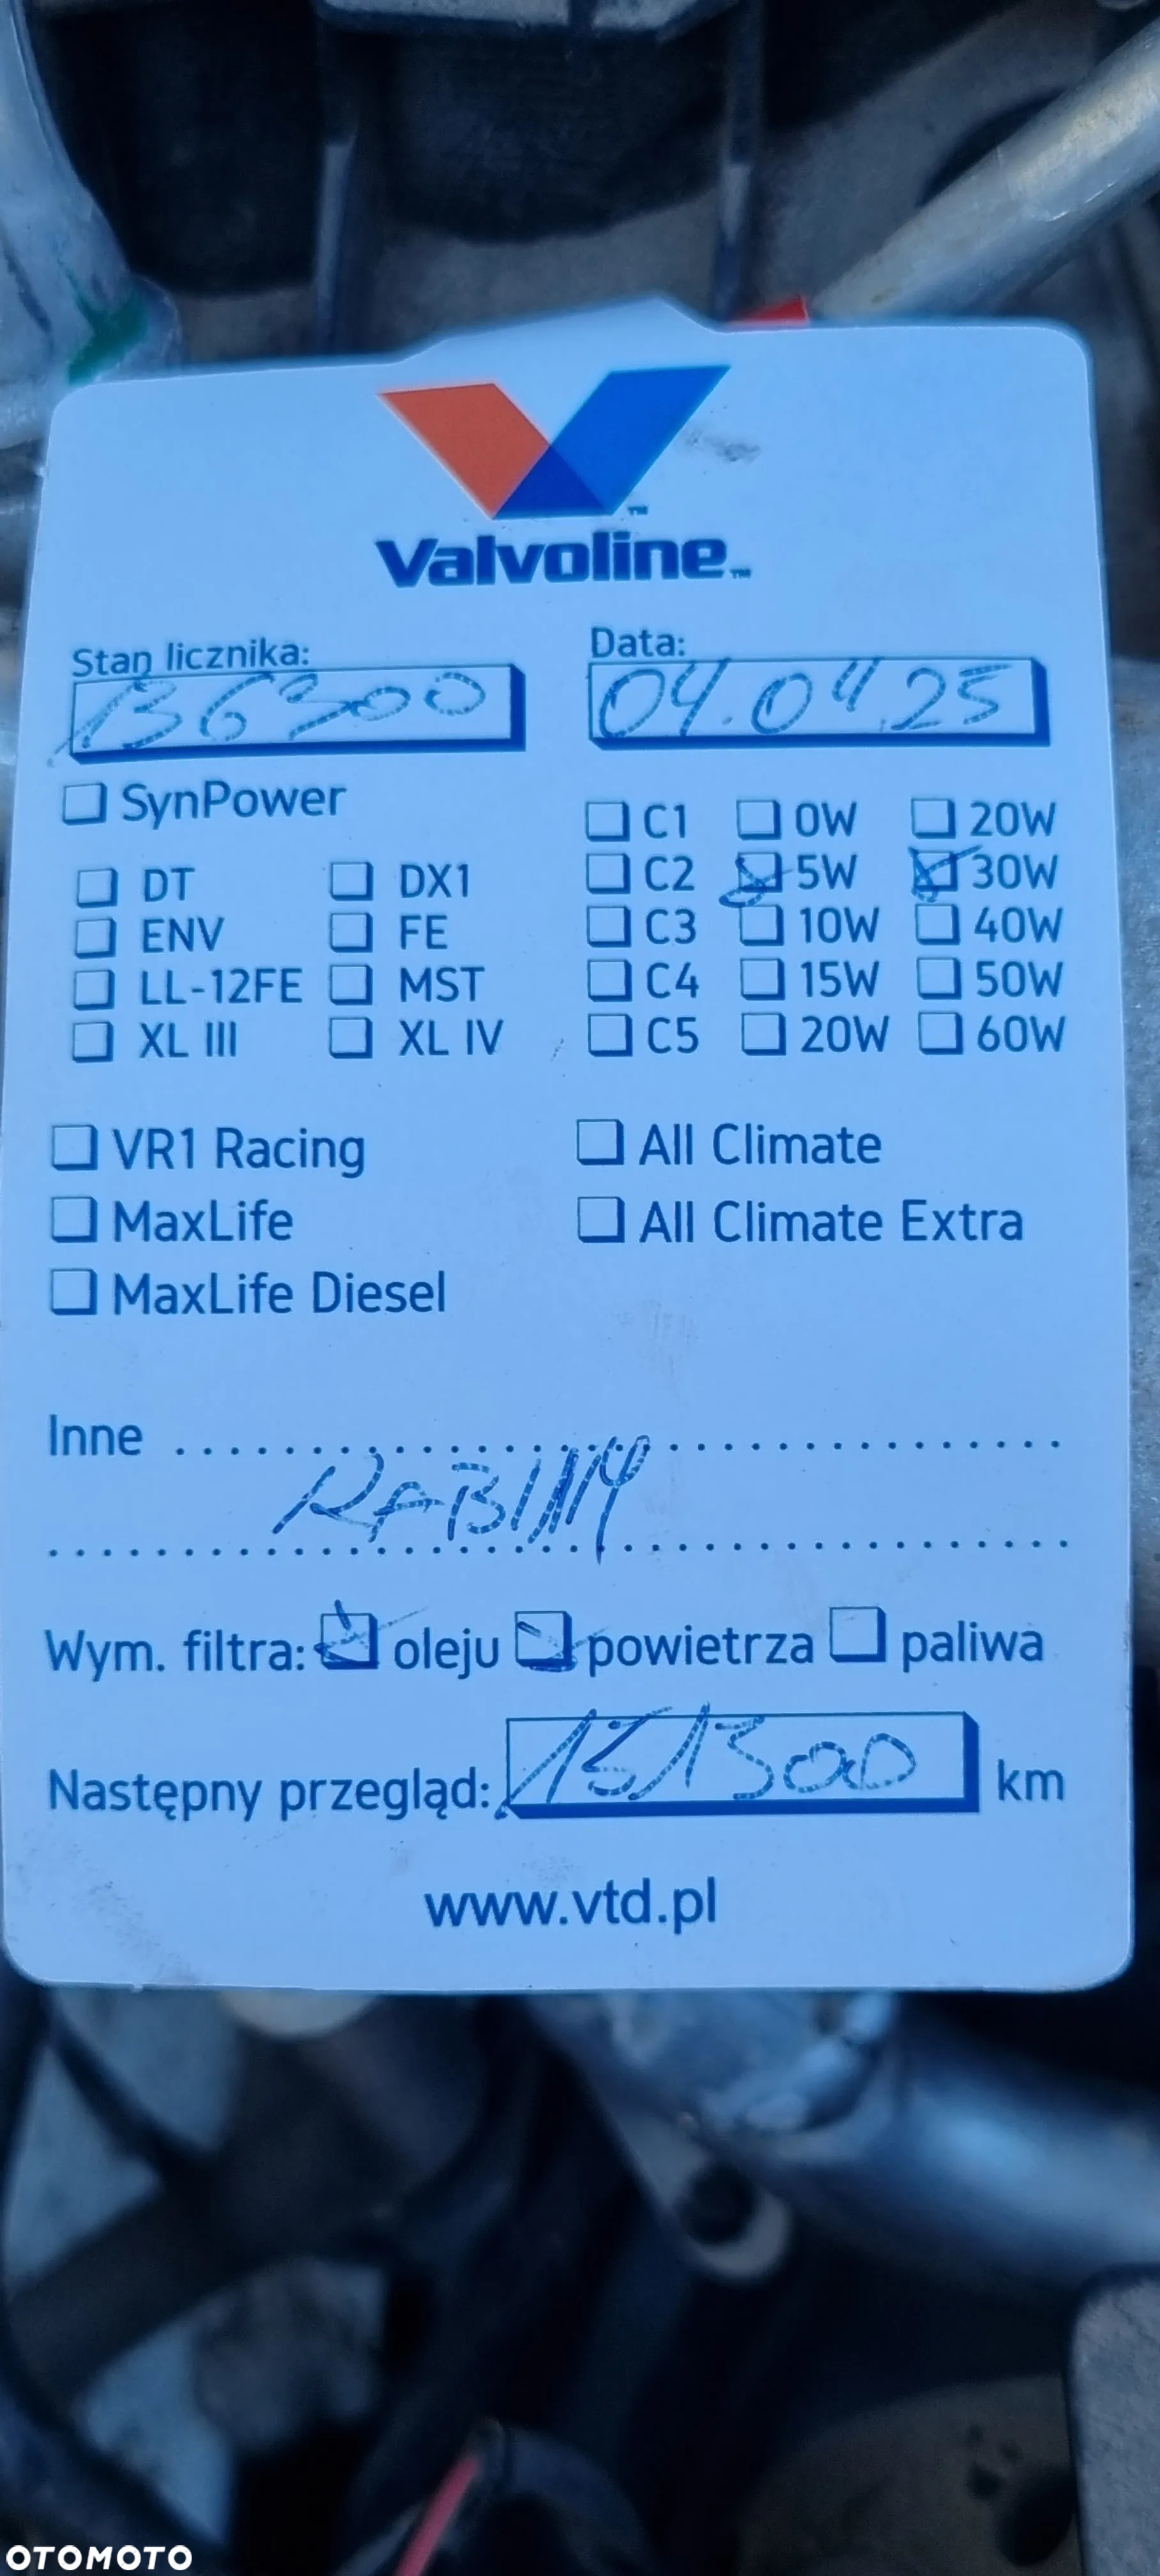 Valvoline™
Stan licznika: Data:
136300 04.04.25
SynPower
C1 0W 20W
C2 5W 30W
C3 10W 40W
C4 15W 50W
C5 20W 60W
DT DX1
ENV FE
LL-12FE MST
XL III XL IV
VR1 Racing All Climate
MaxLife All Climate Extra
MaxLife Diesel
Inne
Wym. filtra: oleju powietrza paliwa
Następny przegląd: 151300 km
www.vtd.pl
OTOMOTO